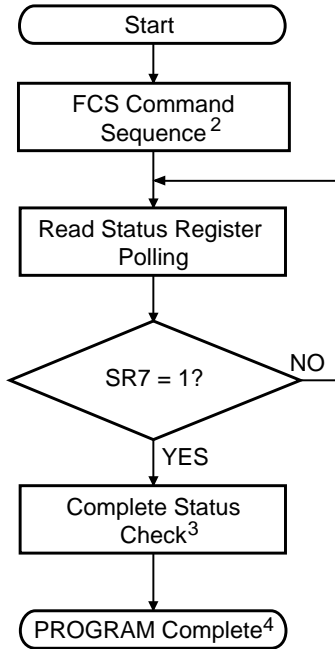 Start
FCS Command
Sequence²
Read Status Register
Polling
SR7 = 1?
NO
YES
Complete Status
Check³
PROGRAM Complete⁴